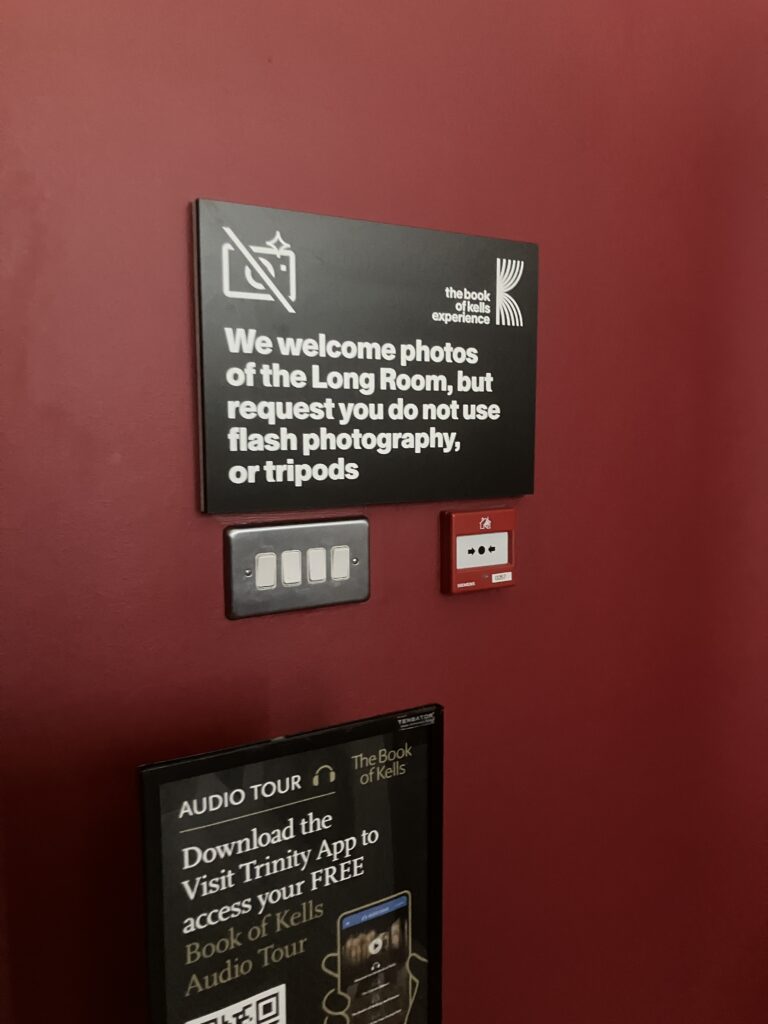 the book
of kells
experience
We welcome photos
of the Long Room, but
request you do not use
flash photography,
or tripods
SIEMENS
TENSATOR
AUDIO TOUR
The Book
of Kells
Download the
Visit Trinity App to
access your FREE
Book of Kells
Audio Tour